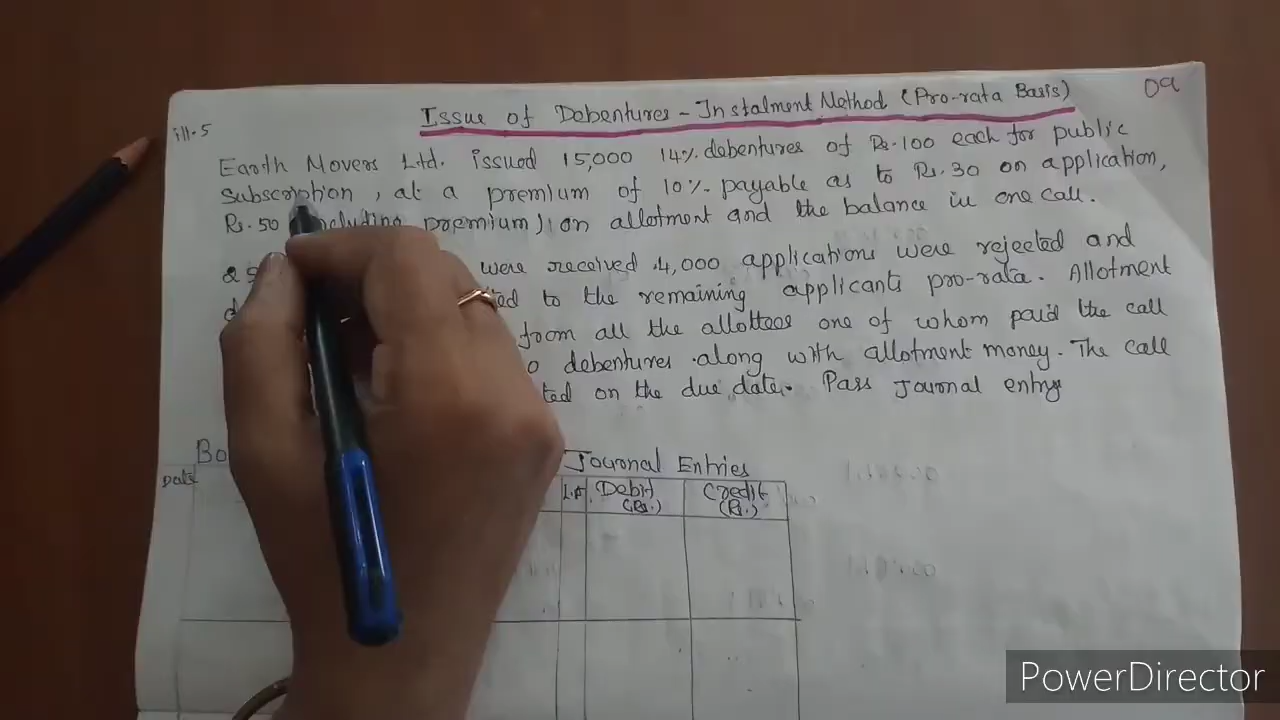 Issue of Debentures - Instalment Method (Pro-rata Basis)
09
ill.5
Earth Movers Ltd. issued 15,000 14% debentures of Rs.100 each for public
Subscription, at a premium of 10% payable as to Rs.30 on application,
Rs.50 including premium), on allotment and the balance in one call.
were received 4,000 applications were rejected and
to the remaining applicants pro-rata. Allotment
from all the allottees one of whom paid the call
debentures along with allotment money. The call
on the due date. Pass Journal entry
Journal Entries
Date L.F Debit (Rs.) Credit (Rs.)
PowerDirector